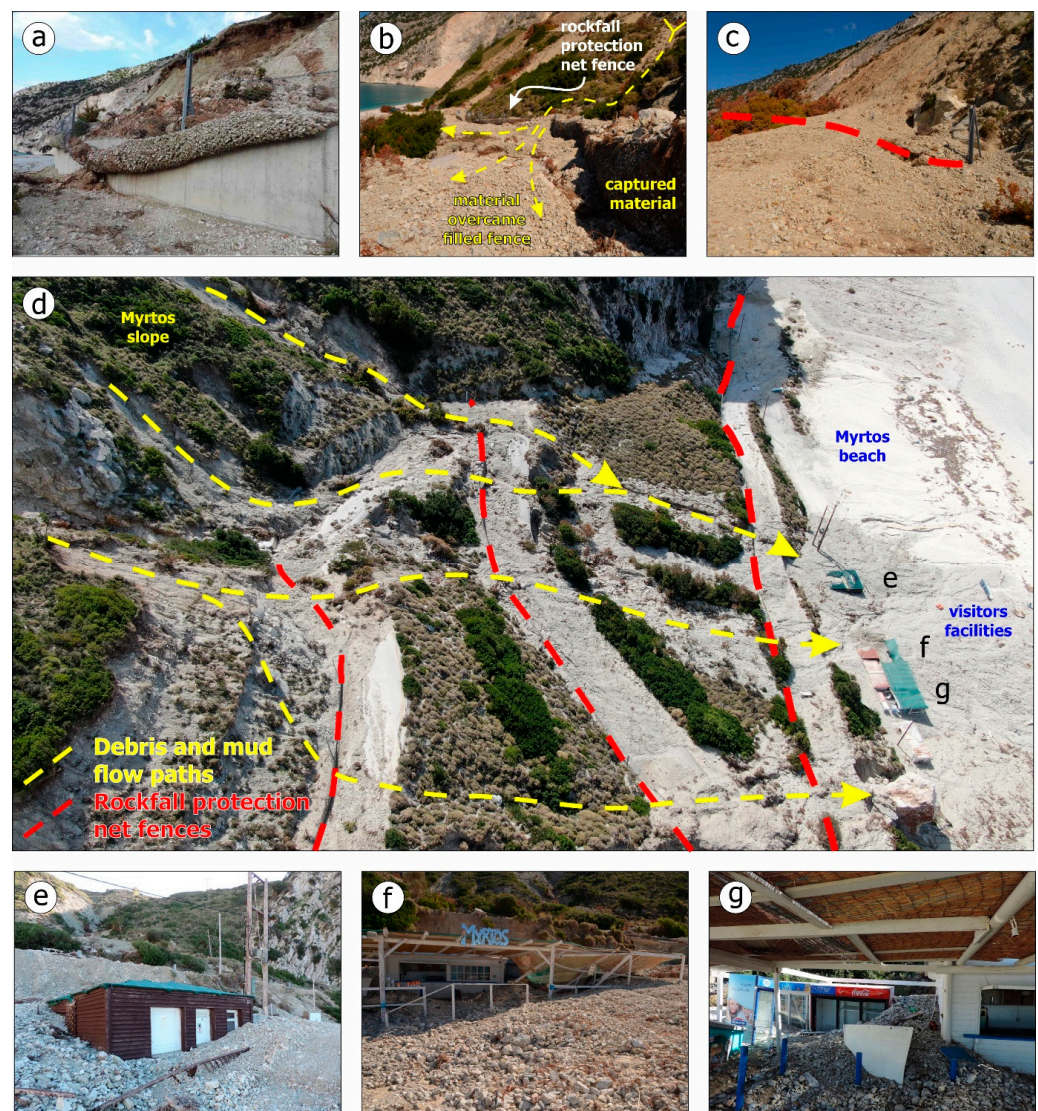 a
b
rockfall
protection
net fence
captured
material
material
overcame
filled fence
c
d
Myrtos
slope
Myrtos
beach
e
visitors
facilities
f
g
Debris and mud
flow paths
Rockfall protection
net fences
e
f
MYRTOS
g
Coca-Cola